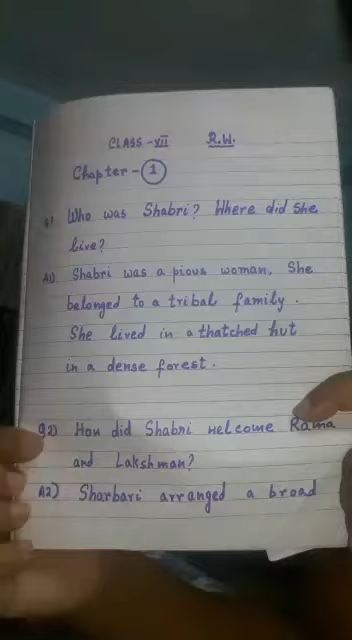 CLASS - VII R.W.
Chapter - 1
Q1 Who was Shabri? Where did she
live?
A1) Shabri was a pious woman. She
belonged to a tribal family.
She lived in a thatched hut
in a dense forest.
Q2) How did Shabri welcome Rama
and Lakshman?
A2) Sharbari arranged a broad